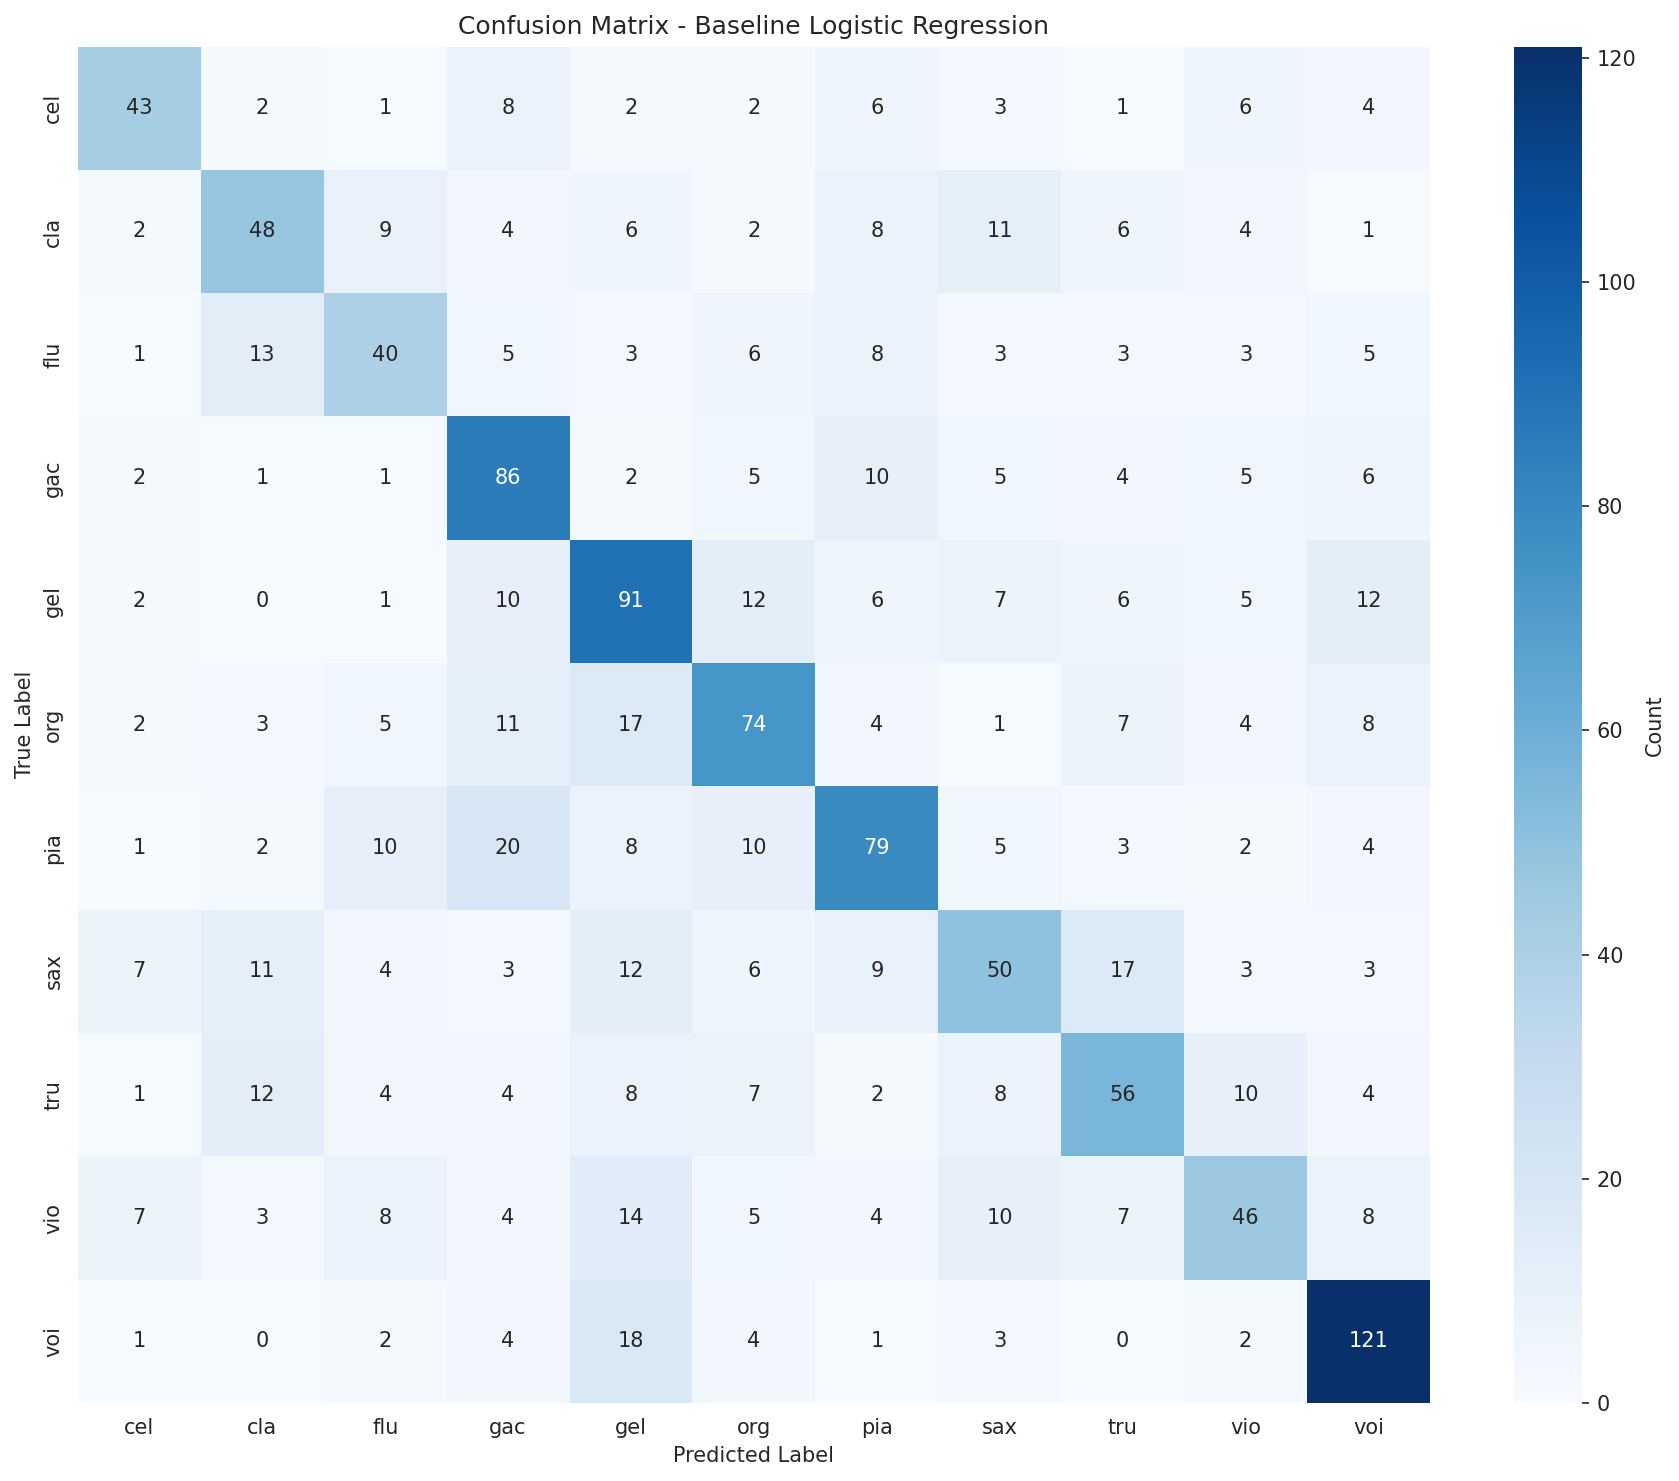 Confusion Matrix - Baseline Logistic Regression
True Label
cel 43 2 1 8 2 2 6 3 1 6 4
cla 2 48 9 4 6 2 8 11 6 4 1
flu 1 13 40 5 3 6 8 3 3 3 5
gac 2 1 1 86 2 5 10 5 4 5 6
gel 2 0 1 10 91 12 6 7 6 5 12
org 2 3 5 11 17 74 4 1 7 4 8
pia 1 2 10 20 8 10 79 5 3 2 4
sax 7 11 4 3 12 6 9 50 17 3 3
tru 1 12 4 4 8 7 2 8 56 10 4
vio 7 3 8 4 14 5 4 10 7 46 8
voi 1 0 2 4 18 4 1 3 0 2 121
cel cla flu gac gel org pia sax tru vio voi
Predicted Label
120
100
80
60
40
20
0
Count